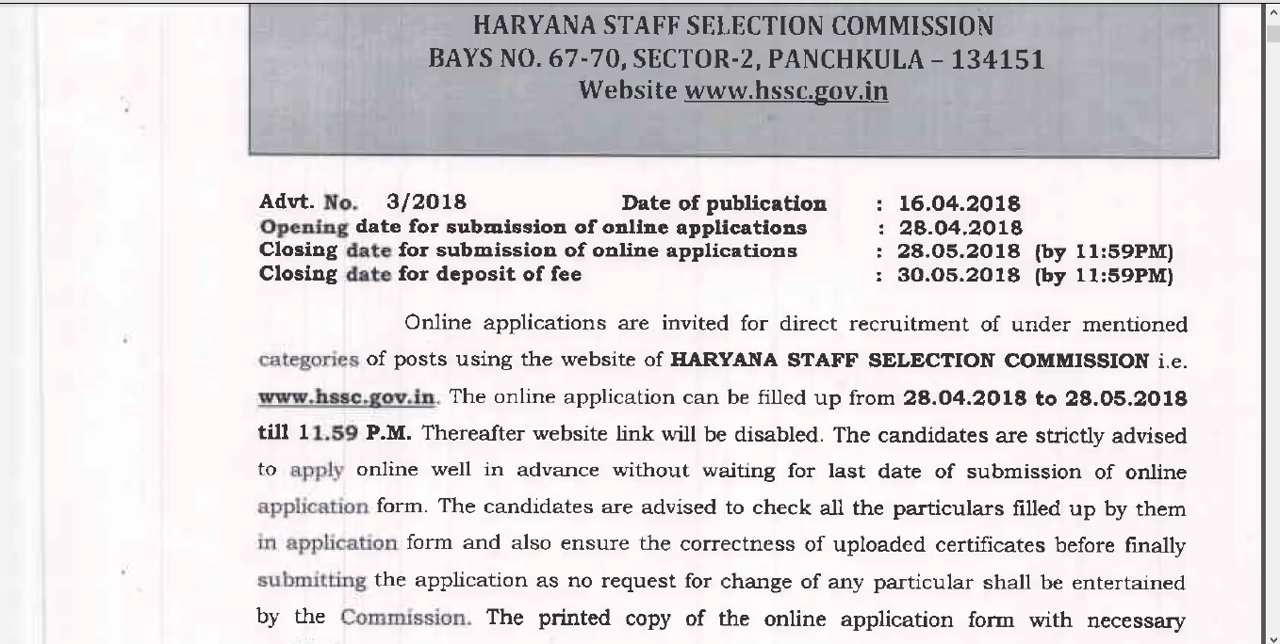 HARYANA STAFF SELECTION COMMISSION
BAYS NO. 67-70, SECTOR-2, PANCHKULA – 134151
Website www.hssc.gov.in
Advt. No. 3/2018 Date of publication : 16.04.2018
Opening date for submission of online applications : 28.04.2018
Closing date for submission of online applications : 28.05.2018 (by 11:59PM)
Closing date for deposit of fee : 30.05.2018 (by 11:59PM)
Online applications are invited for direct recruitment of under mentioned
categories of posts using the website of HARYANA STAFF SELECTION COMMISSION i.e.
www.hssc.gov.in. The online application can be filled up from 28.04.2018 to 28.05.2018
till 11.59 P.M. Thereafter website link will be disabled. The candidates are strictly advised
to apply online well in advance without waiting for last date of submission of online
application form. The candidates are advised to check all the particulars filled up by them
in application form and also ensure the correctness of uploaded certificates before finally
submitting the application as no request for change of any particular shall be entertained
by the Commission. The printed copy of the online application form with necessary